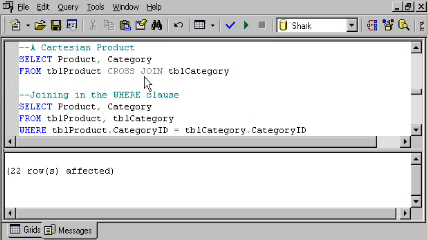 File Edit Query Tools Window Help
Shark
--A Cartesian Product
SELECT Product, Category
FROM tblProduct CROSS JOIN tblCategory
--Joining in the WHERE clause
SELECT Product, Category
FROM tblProduct, tblCategory
WHERE tblProduct.CategoryID = tblCategory.CategoryID
(22 row(s) affected)
Grids Messages